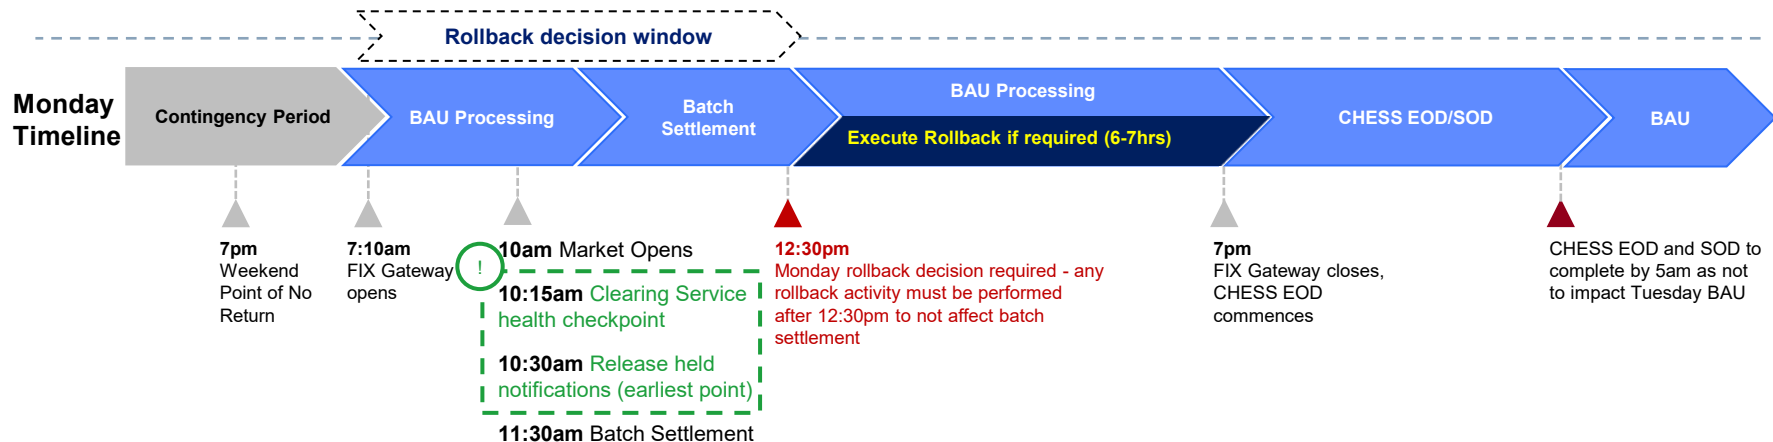 Rollback decision window
Monday
Timeline
Contingency Period
BAU Processing
Batch
Settlement
BAU Processing
Execute Rollback if required (6-7hrs)
CHESS EOD/SOD
BAU
7pm
Weekend
Point of No
Return
7:10am
FIX Gateway
opens
!
10am Market Opens
10:15am Clearing Service
health checkpoint
10:30am Release held
notifications (earliest point)
11:30am Batch Settlement
12:30pm
Monday rollback decision required - any
rollback activity must be performed
after 12:30pm to not affect batch
settlement
7pm
FIX Gateway closes,
CHESS EOD
commences
CHESS EOD and SOD to
complete by 5am as not
to impact Tuesday BAU